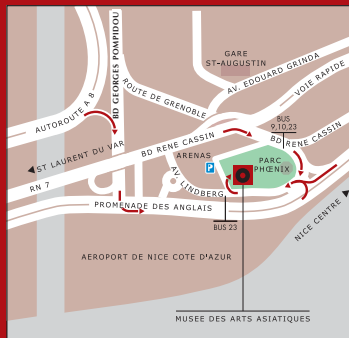 BD GEORGES POMPIDOU
GARE
ST-AUGUSTIN
AV. EDOUARD GRINDA
VOIE RAPIDE
ROUTE DE GRENOBLE
AUTOROUTE A 8
BUS
9,10,23
BD RENE CASSIN
BD RENE CASSIN
ST LAURENT DU VAR
ARENAS
P
PARC
PHŒNIX
RN 7
AV. LINDBERG
PROMENADE DES ANGLAIS
BUS 23
NICE CENTRE
AEROPORT DE NICE COTE D'AZUR
MUSEE DES ARTS ASIATIQUES